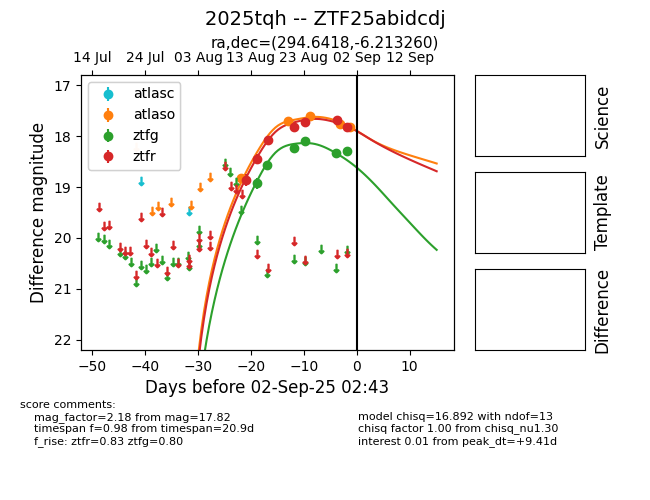 2025tqh -- ZTF25abidcdj
ra,dec=(294.6418,-6.213260)
14 Jul 24 Jul 03 Aug 13 Aug 23 Aug 02 Sep 12 Sep
17
18
19
20
21
22
Difference magnitude
atlasc
atlaso
ztfg
ztfr
−50 −40 −30 −20 −10 0 10
Days before 02-Sep-25 02:43
Science
Template
Difference
score comments:
mag_factor=2.18 from mag=17.82
timespan f=0.98 from timespan=20.9d
f_rise: ztfr=0.83 ztfg=0.80
model chisq=16.892 with ndof=13
chisq factor 1.00 from chisq_nu1.30
interest 0.01 from peak_dt=+9.41d